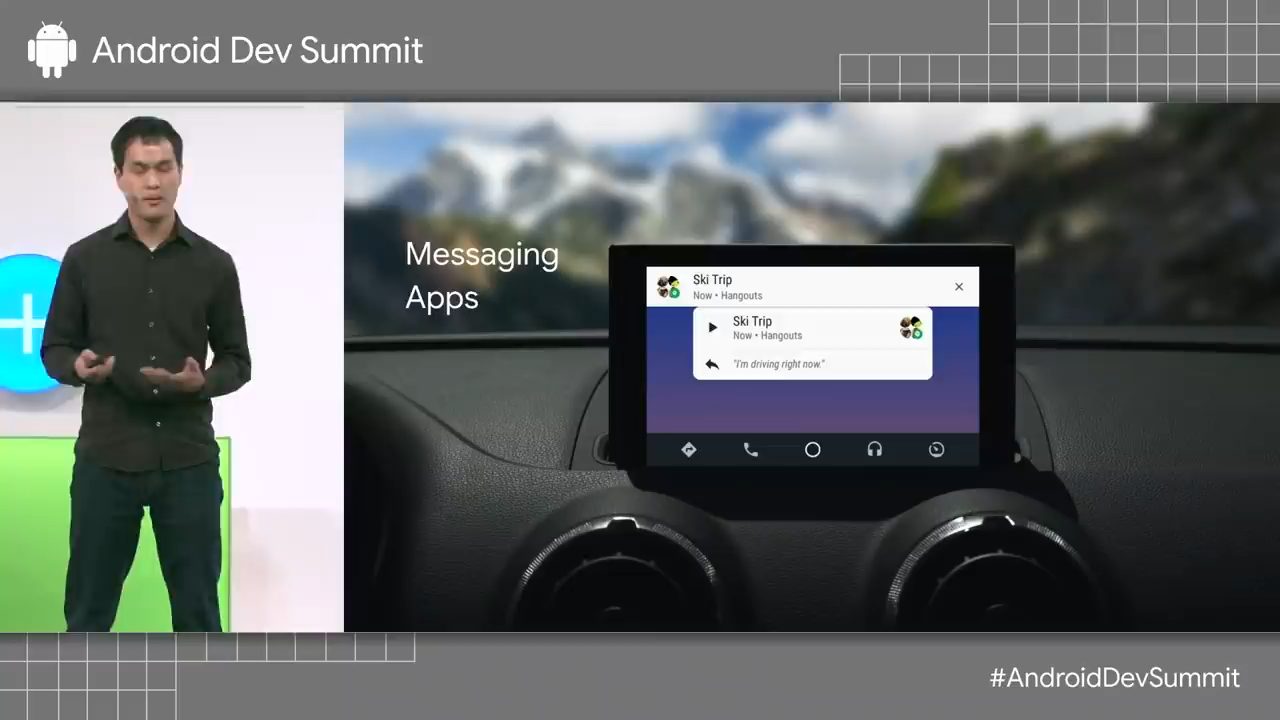 Android Dev Summit
Messaging
Apps
Ski Trip
Now • Hangouts
Ski Trip
Now • Hangouts
"I'm driving right now."
#AndroidDevSummit